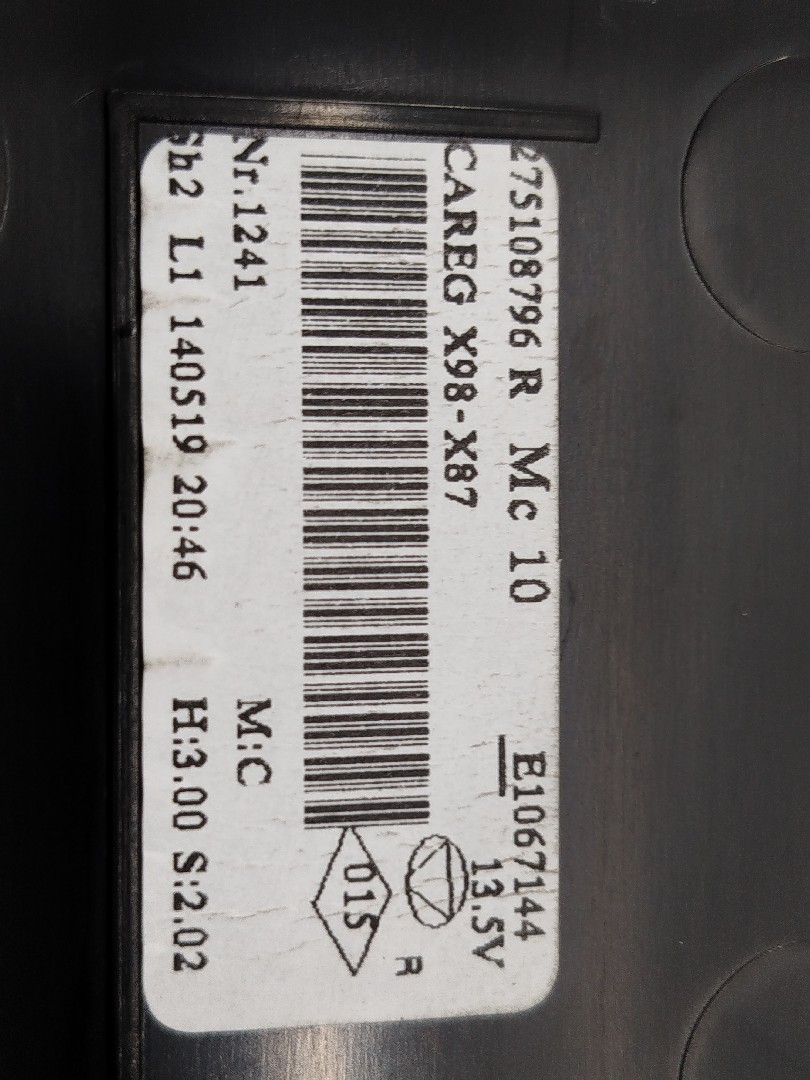 275108796 R Mc 10 E1067144
CAREG X98-X87 13.5V
R
015
Nr.1241 M:C
Sh2 L1 140519 20:46 H:3.00 S:2.02